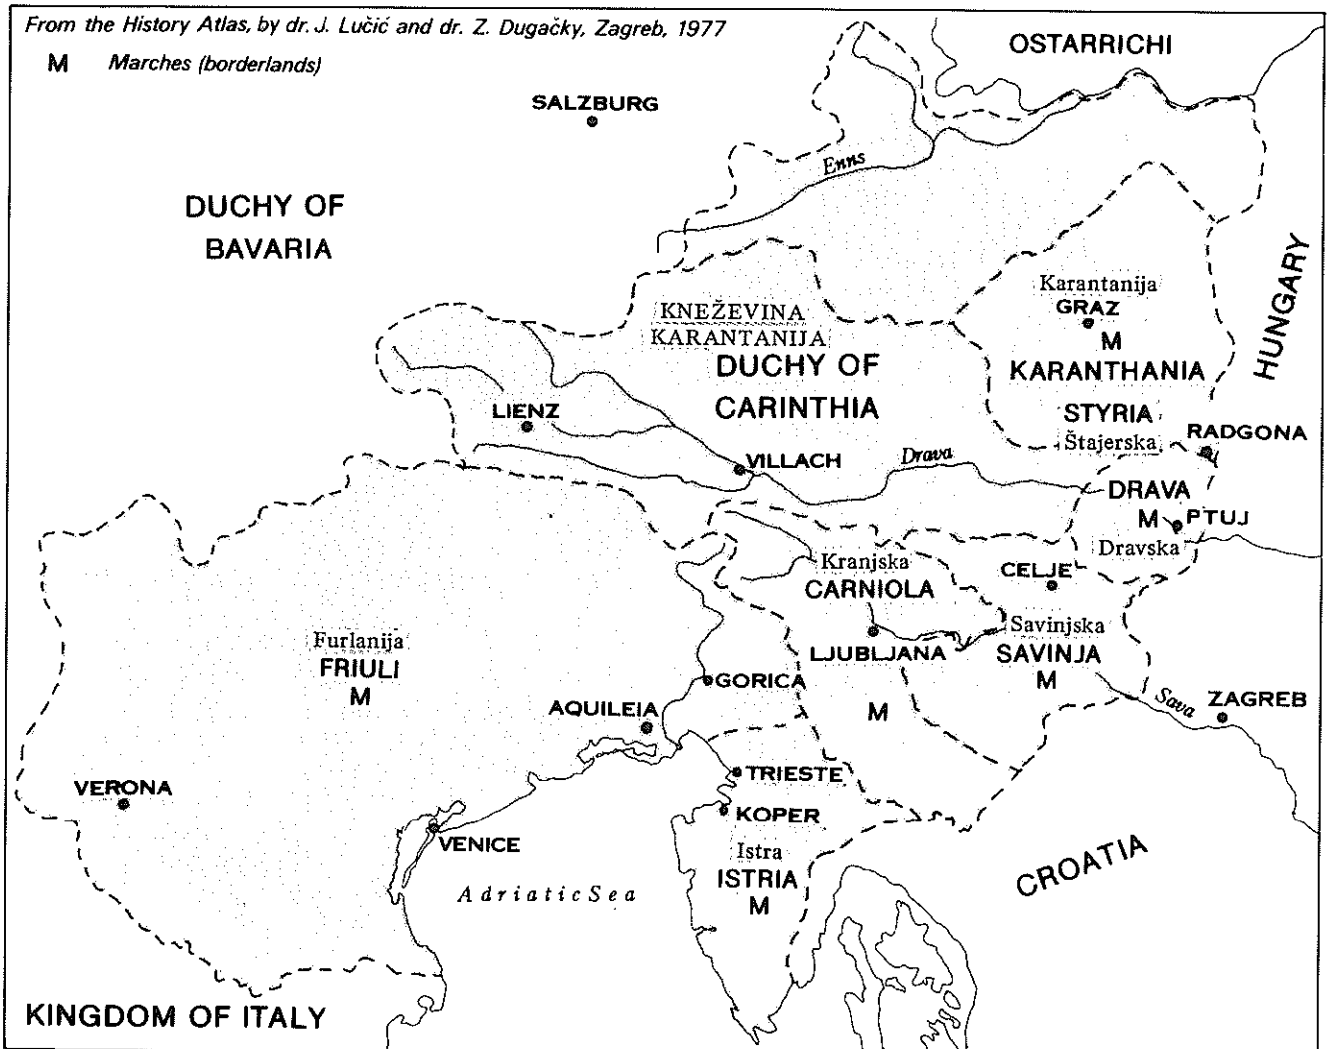 From the History Atlas, by dr. J. Lučić and dr. Z. Dugačky, Zagreb, 1977
M Marches (borderlands)
OSTARRICHI
SALZBURG
Enns
DUCHY OF
BAVARIA
HUNGARY
Karantanija
GRAZ
M
KARANTHANIA
KNEŽEVINA
KARANTANIJA
DUCHY OF
CARINTHIA
STYRIA
Štajerska
RADGONA
LIENZ
VILLACH
Drava
DRAVA
M
PTUJ
Dravska
Kranjska
CARNIOLA
CELJE
Savinjska
SAVINJA
M
LJUBLJANA
M
Furlanija
FRIULI
M
GORICA
AQUILEIA
Sava
ZAGREB
TRIESTE
VERONA
KOPER
VENICE
Istra
ISTRIA
M
CROATIA
Adriatic Sea
KINGDOM OF ITALY